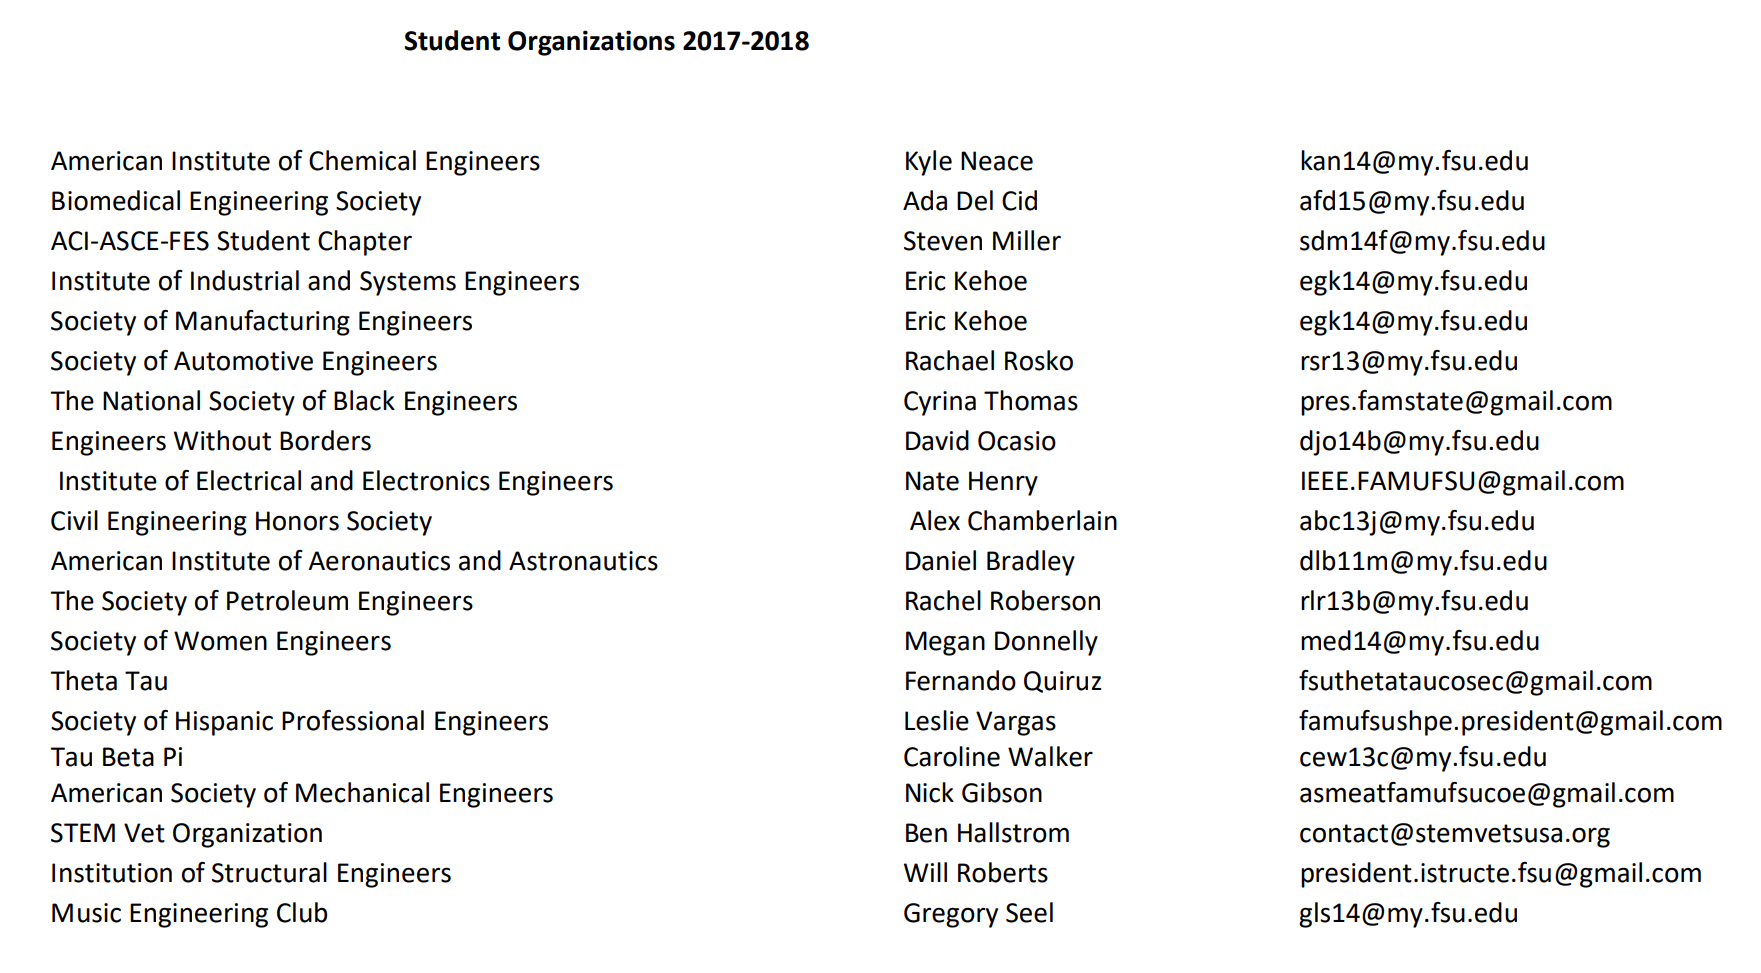 Student Organizations 2017-2018
American Institute of Chemical Engineers Kyle Neace kan14@my.fsu.edu
Biomedical Engineering Society Ada Del Cid afd15@my.fsu.edu
ACI-ASCE-FES Student Chapter Steven Miller sdm14f@my.fsu.edu
Institute of Industrial and Systems Engineers Eric Kehoe egk14@my.fsu.edu
Society of Manufacturing Engineers Eric Kehoe egk14@my.fsu.edu
Society of Automotive Engineers Rachael Rosko rsr13@my.fsu.edu
The National Society of Black Engineers Cyrina Thomas pres.famstate@gmail.com
Engineers Without Borders David Ocasio djo14b@my.fsu.edu
Institute of Electrical and Electronics Engineers Nate Henry IEEE.FAMUFSU@gmail.com
Civil Engineering Honors Society Alex Chamberlain abc13j@my.fsu.edu
American Institute of Aeronautics and Astronautics Daniel Bradley dlb11m@my.fsu.edu
The Society of Petroleum Engineers Rachel Roberson rlr13b@my.fsu.edu
Society of Women Engineers Megan Donnelly med14@my.fsu.edu
Theta Tau Fernando Quiruz fsuthetataucosec@gmail.com
Society of Hispanic Professional Engineers Leslie Vargas famufsushpe.president@gmail.com
Tau Beta Pi Caroline Walker cew13c@my.fsu.edu
American Society of Mechanical Engineers Nick Gibson asmeatfamufsucoe@gmail.com
STEM Vet Organization Ben Hallstrom contact@stemvetsusa.org
Institution of Structural Engineers Will Roberts president.istructe.fsu@gmail.com
Music Engineering Club Gregory Seel gls14@my.fsu.edu